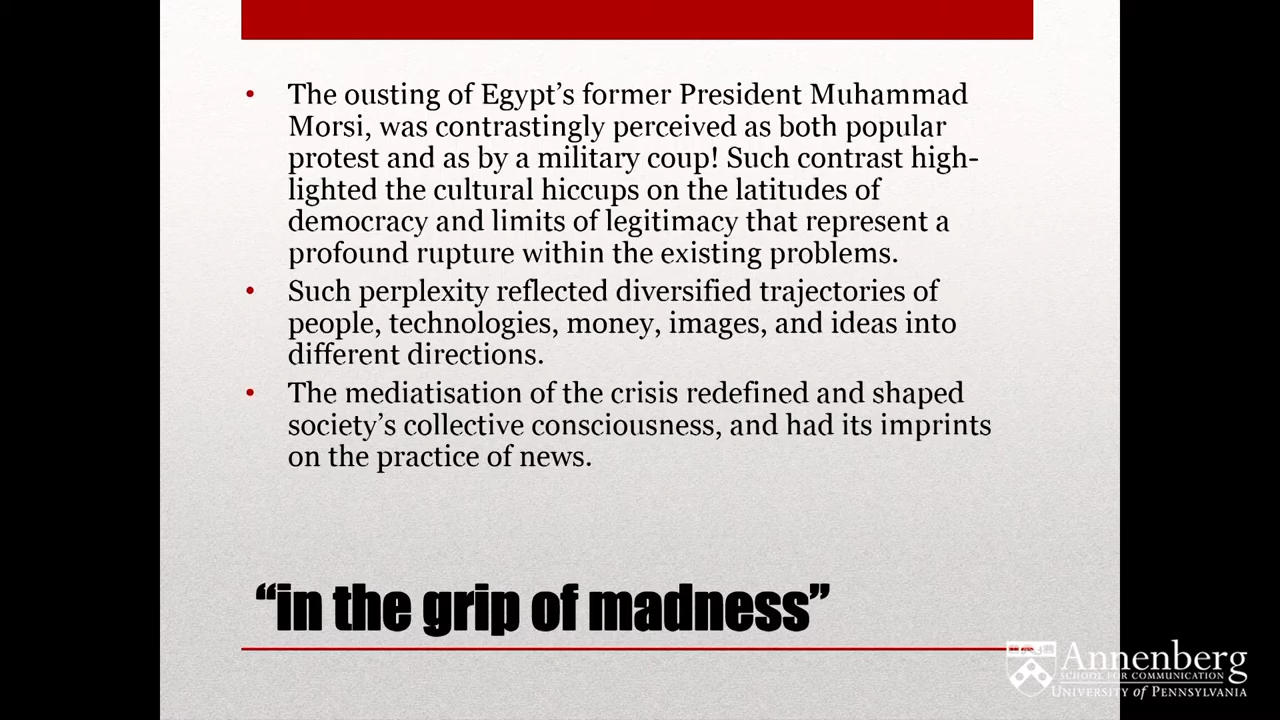 • The ousting of Egypt’s former President Muhammad
Morsi, was contrastingly perceived as both popular
protest and as by a military coup! Such contrast high-
lighted the cultural hiccups on the latitudes of
democracy and limits of legitimacy that represent a
profound rupture within the existing problems.
• Such perplexity reflected diversified trajectories of
people, technologies, money, images, and ideas into
different directions.
• The mediatisation of the crisis redefined and shaped
society’s collective consciousness, and had its imprints
on the practice of news.
“in the grip of madness”
Annenberg
SCHOOL FOR COMMUNICATION
UNIVERSITY of PENNSYLVANIA